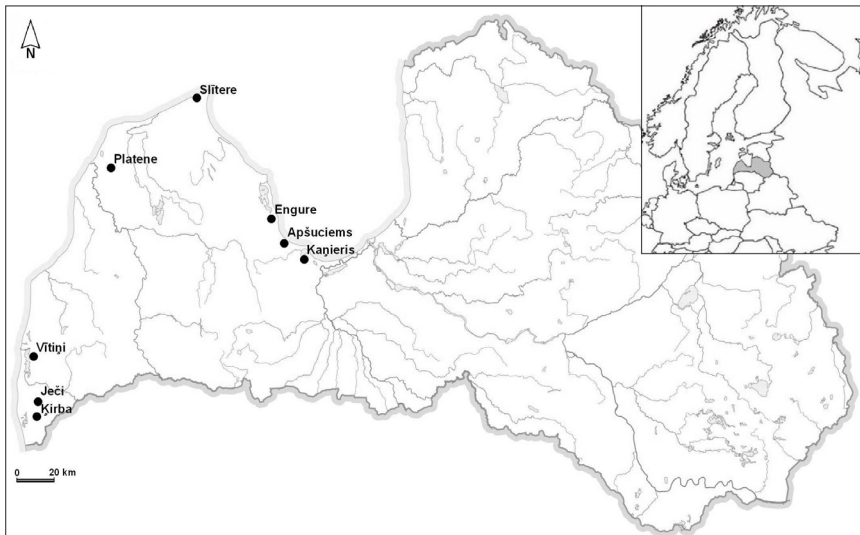 N
Slītere
Platene
Engure
Apšuciems
Kaņieris
Vītiņi
Ječi
Ķirba
0 20 km